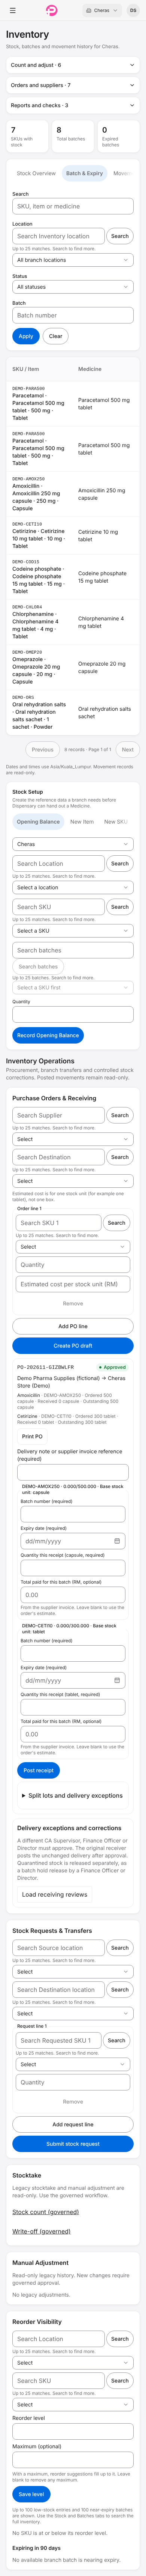 Cheras
DS
Inventory
Stock, batches and movement history for Cheras.
Count and adjust · 6
Orders and suppliers · 7
Reports and checks · 3
7
SKUs with stock
8
Total batches
0
Expired batches
Stock Overview
Batch & Expiry
Search
SKU, item or medicine
Location
Search Inventory location
Search
Up to 25 matches. Search to find more.
All branch locations
Status
All statuses
Batch
Batch number
Apply
Clear
SKU / Item
Medicine
DEMO-PARA500
Paracetamol ·
Paracetamol 500 mg
tablet · 500 mg ·
Tablet
Paracetamol 500 mg
tablet
DEMO-PARA500
Paracetamol ·
Paracetamol 500 mg
tablet · 500 mg ·
Tablet
Paracetamol 500 mg
tablet
DEMO-AMOX250
Amoxicillin ·
Amoxicillin 250 mg
capsule · 250 mg ·
Capsule
Amoxicillin 250 mg
capsule
DEMO-CETI10
Cetirizine · Cetirizine
10 mg tablet · 10 mg ·
Tablet
Cetirizine 10 mg
tablet
DEMO-COD15
Codeine phosphate ·
Codeine phosphate
15 mg tablet · 15 mg ·
Tablet
Codeine phosphate
15 mg tablet
DEMO-CHLOR4
Chlorphenamine ·
Chlorphenamine 4
mg tablet · 4 mg ·
Tablet
Chlorphenamine 4
mg tablet
DEMO-OMEP20
Omeprazole ·
Omeprazole 20 mg
capsule · 20 mg ·
Capsule
Omeprazole 20 mg
capsule
DEMO-ORS
Oral rehydration salts
· Oral rehydration
salts sachet · 1
sachet · Powder
Oral rehydration salts
sachet
Previous
8 records · Page 1 of 1
Next
Dates and times use Asia/Kuala_Lumpur. Movement records
are read-only.
Stock Setup
Create the reference data a branch needs before
Dispensary can hand out a Medicine.
Opening Balance
New Item
New SKU
Cheras
Search Location
Search
Up to 25 matches. Search to find more.
Select a location
Search SKU
Search
Up to 25 matches. Search to find more.
Select a SKU
Search batches
Search batches
Up to 25 batches. Search to find more.
Select a SKU first
Quantity
Record Opening Balance
Inventory Operations
Procurement, branch transfers and controlled stock
corrections. Posted movements remain read-only.
Purchase Orders & Receiving
Search Supplier
Search
Up to 25 matches. Search to find more.
Select
Search Destination
Search
Up to 25 matches. Search to find more.
Select
Estimated cost is for one stock unit (for example one
tablet), not one box.
Order line 1
Search SKU 1
Search
Up to 25 matches. Search to find more.
Select
Quantity
Estimated cost per stock unit (RM)
Remove
Add PO line
Create PO draft
PO-202611-GIZBWLFR
Approved
Demo Pharma Supplies (fictional) → Cheras
Store (Demo)
Amoxicillin · DEMO-AMOX250 · Ordered 500
capsule · Received 0 capsule · Outstanding 500
capsule
Cetirizine · DEMO-CETI10 · Ordered 300 tablet ·
Received 0 tablet · Outstanding 300 tablet
Print PO
Delivery note or supplier invoice reference
(required)
DEMO-AMOX250 · 0.000/500.000 · Base stock
unit: capsule
Batch number (required)
Expiry date (required)
dd/mm/yyyy
Quantity this receipt (capsule, required)
Total paid for this batch (RM, optional)
0.00
From the supplier invoice. Leave blank to use the
order's estimate.
DEMO-CETI10 · 0.000/300.000 · Base stock
unit: tablet
Batch number (required)
Expiry date (required)
dd/mm/yyyy
Quantity this receipt (tablet, required)
Total paid for this batch (RM, optional)
0.00
From the supplier invoice. Leave blank to use the
order's estimate.
Post receipt
Split lots and delivery exceptions
Delivery exceptions and corrections
A different CA Supervisor, Finance Officer or
Director must approve. The original receiver
posts any unchanged delivery afterwards.
Quantized stock is released separately, as
a batch hold release by a Finance Officer or
Director.
Load receiving reviews
Stock Requests & Transfers
Search Source location
Search
Up to 25 matches. Search to find more.
Select
Search Destination location
Search
Up to 25 matches. Search to find more.
Select
Request line 1
Search Requested SKU 1
Search
Up to 25 matches. Search to find more.
Select
Quantity
Remove
Add request line
Submit stock request
Stocktake
Legacy stocktake and manual adjustment are
read-only. Use the governed workflow.
Stock count (governed)
Write-off (governed)
Manual Adjustment
Read-only legacy history. New changes require
governed approval.
No legacy adjustments.
Reorder Visibility
Search Location
Search
Up to 25 matches. Search to find more.
Select
Search SKU
Search
Up to 25 matches. Search to find more.
Select
Reorder level
Maximum (optional)
With a maximum, reorder suggestions fill up to it. Leave
blank to remove any maximum.
Save level
Up to 100 low-stock entries and 100 near-expiry batches
are shown. Use the Stock and Batches tabs to search the
full inventory.
No SKU is at or below its reorder level.
Expiring in 90 days
No available branch batch is nearing expiry.